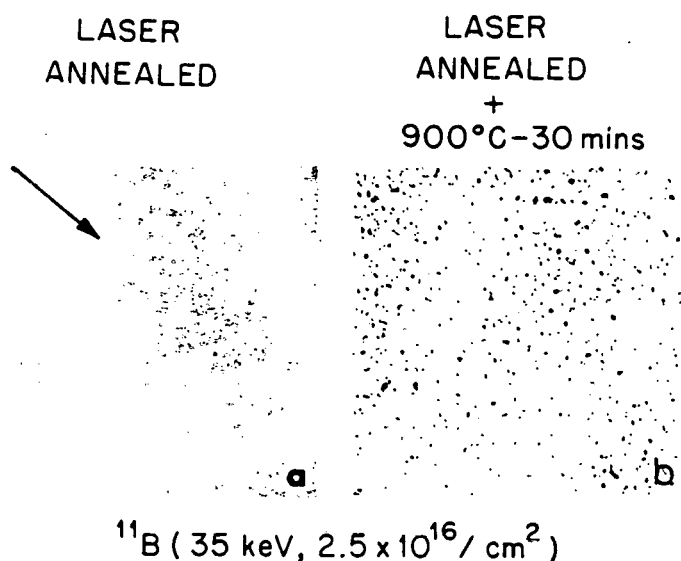 LASER
ANNEALED
LASER
ANNEALED
+
900°C-30 mins
a
b
¹¹B ( 35 keV, 2.5 x 10¹⁶/ cm² )